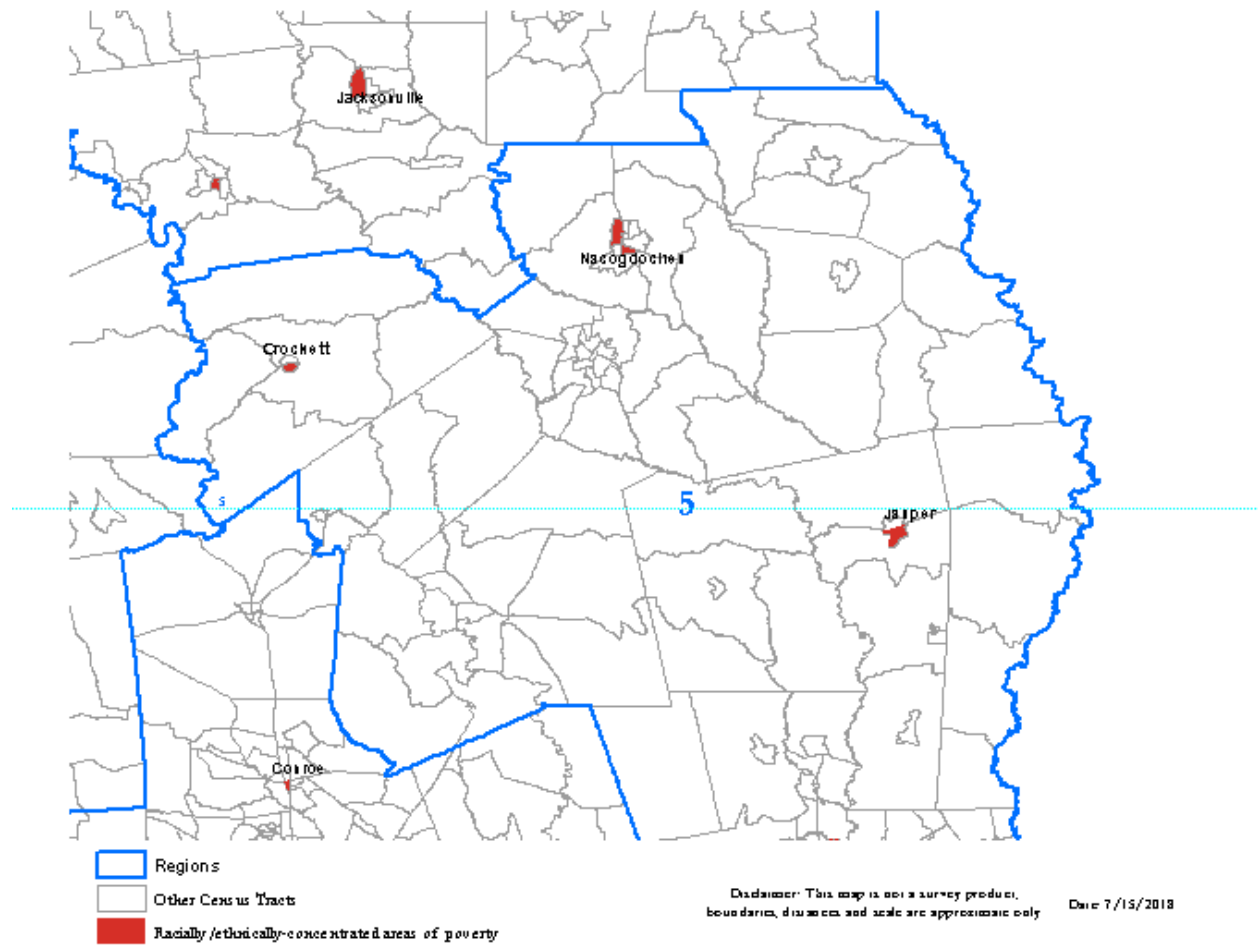 Jacksonville
Nacogdoches
Crockett
5
5
Jasper
Conroe
Regions
Other Census Tracts
Racially/ethnically-concentrated areas of poverty
Disclaimer: This map is not a survey product,
boundaries, distances and scale are approximate only
Date: 7/15/2018